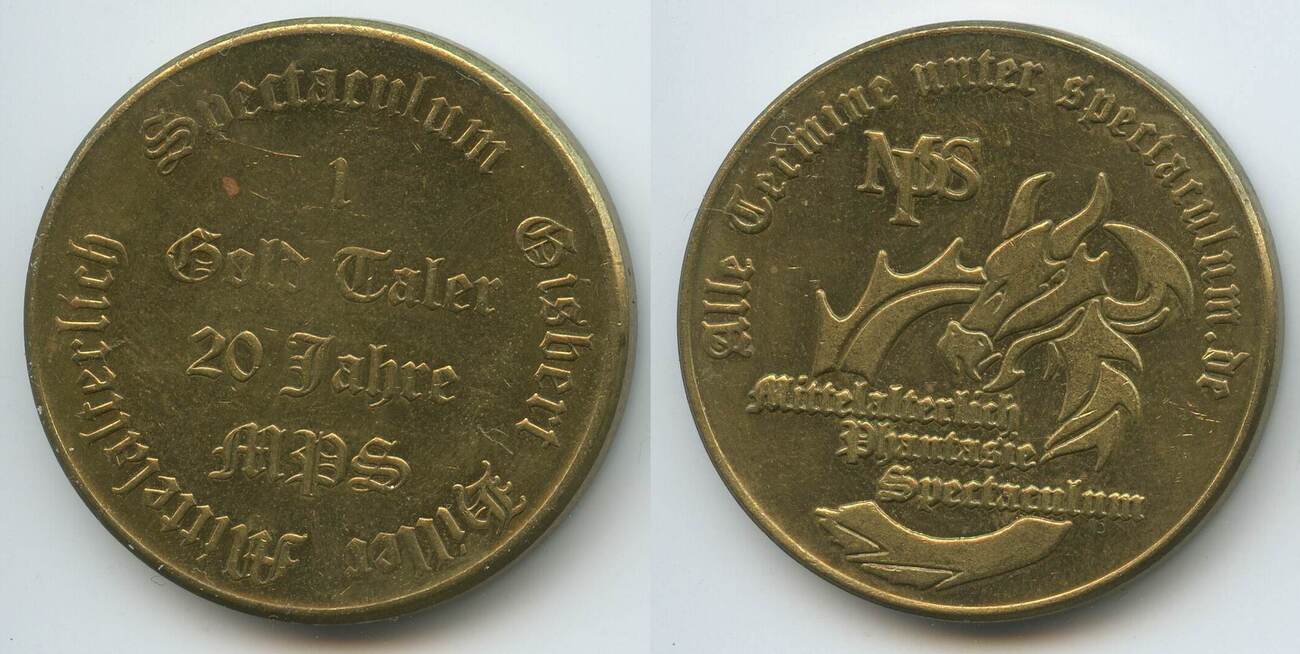 Spectaculum Gisbert Hiller Mittelalterlich
1
Gold Taler
20 Jahre
MPS
Alle Termine unter spectaculum.de
MPS
Mittelalterlich
Phantasie
Spectaculum